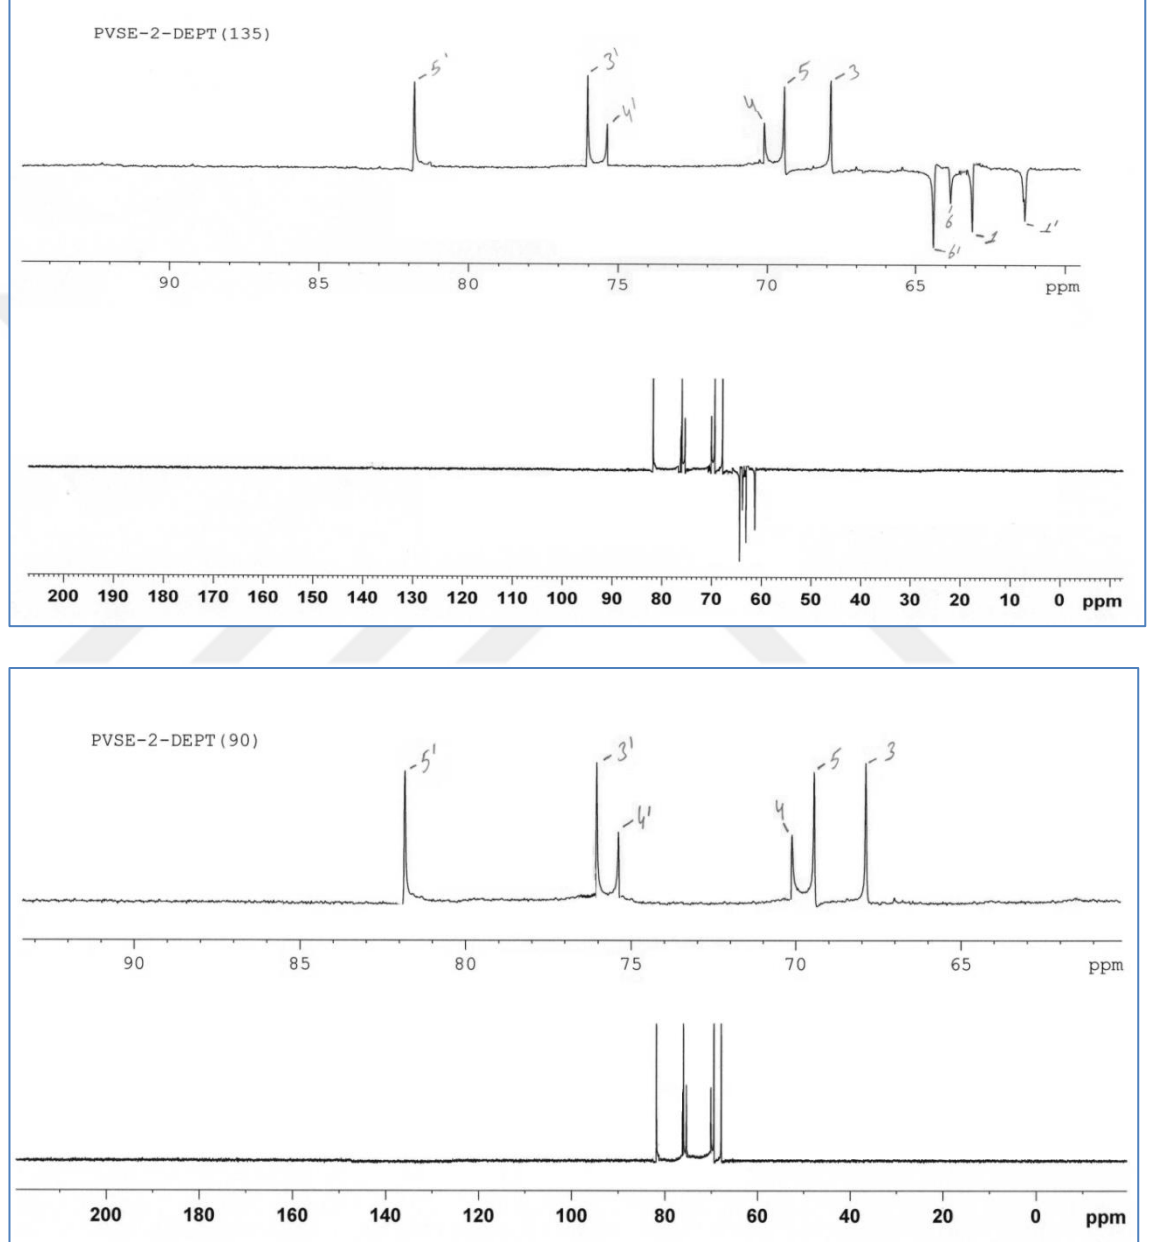 PVSE-2-DEPT(135)
5' 3' 4' 4 5 3
6' 6 1 1'
90 85 80 75 70 65 ppm
200 190 180 170 160 150 140 130 120 110 100 90 80 70 60 50 40 30 20 10 0 ppm
PVSE-2-DEPT(90)
5' 3' 4' 4 5 3
90 85 80 75 70 65 ppm
200 180 160 140 120 100 80 60 40 20 0 ppm